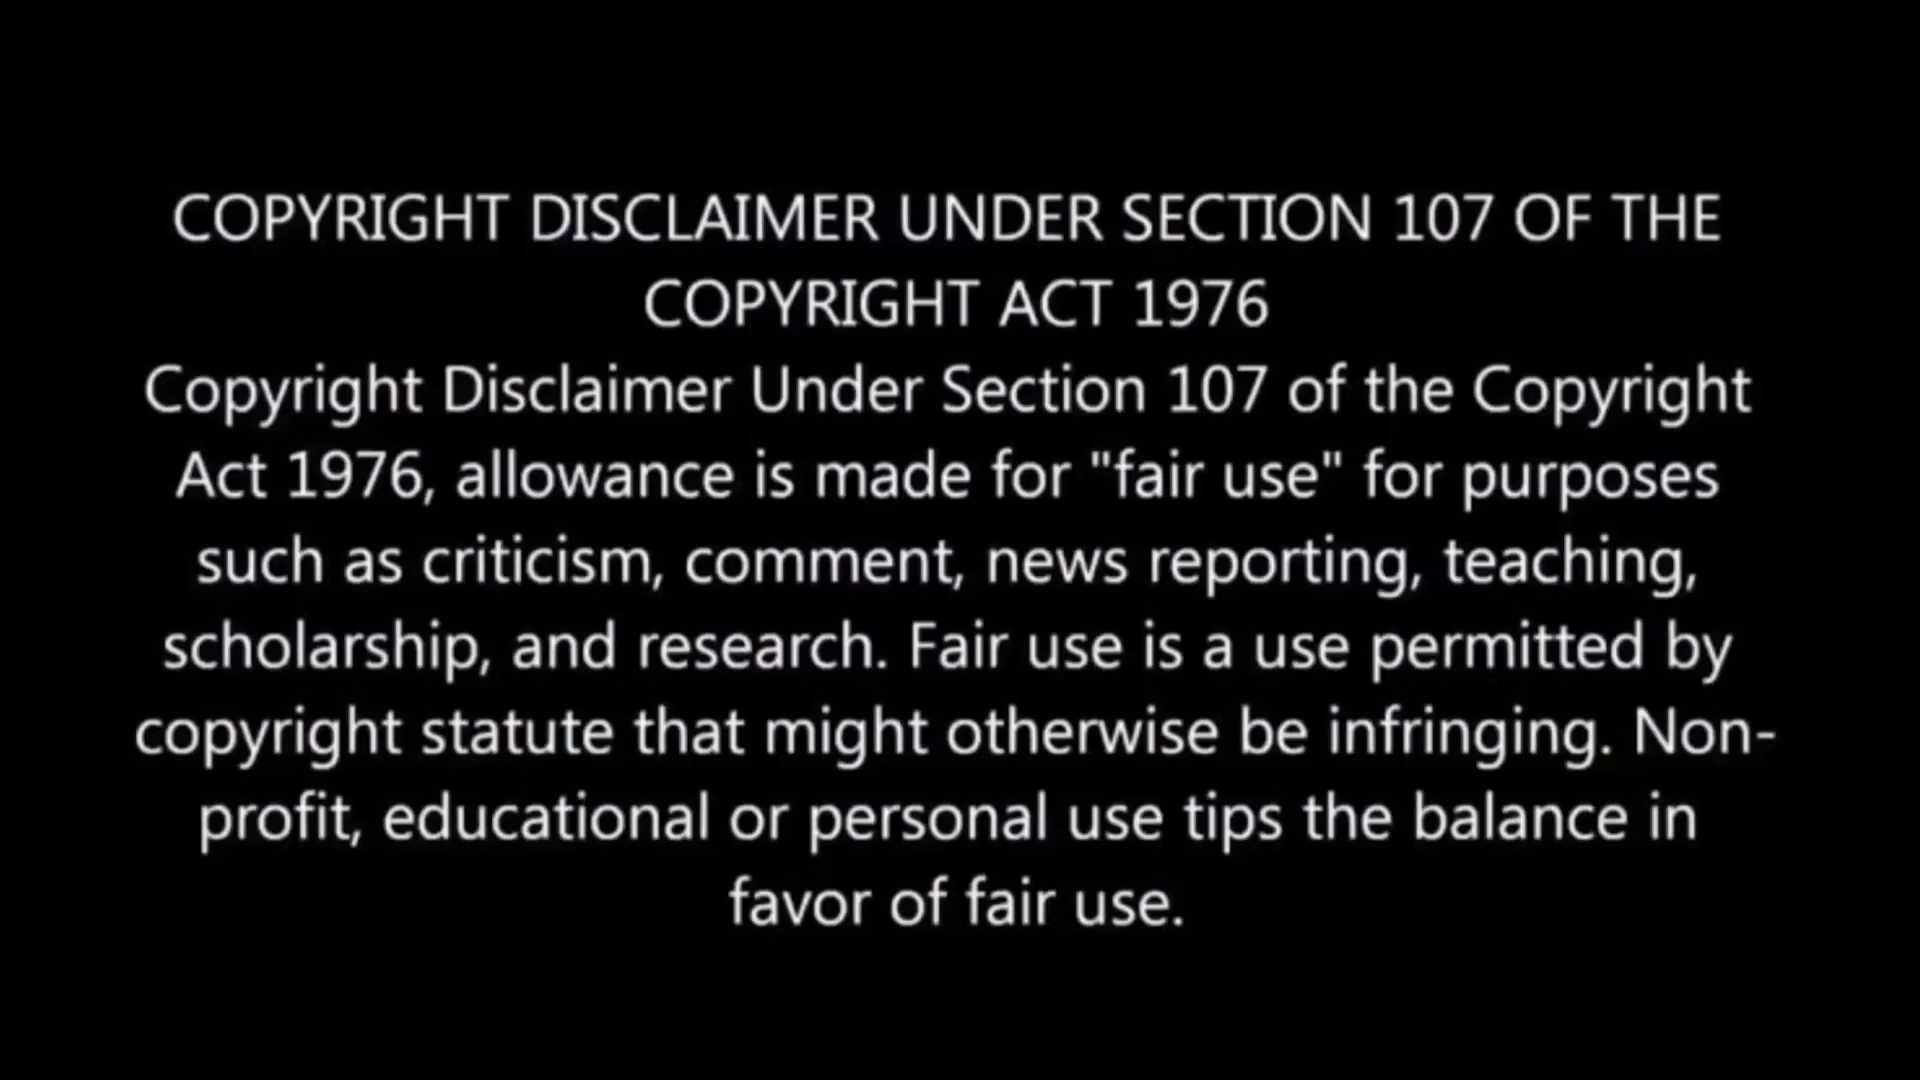 COPYRIGHT DISCLAIMER UNDER SECTION 107 OF THE
COPYRIGHT ACT 1976
Copyright Disclaimer Under Section 107 of the Copyright
Act 1976, allowance is made for "fair use" for purposes
such as criticism, comment, news reporting, teaching,
scholarship, and research. Fair use is a use permitted by
copyright statute that might otherwise be infringing. Non-
profit, educational or personal use tips the balance in
favor of fair use.